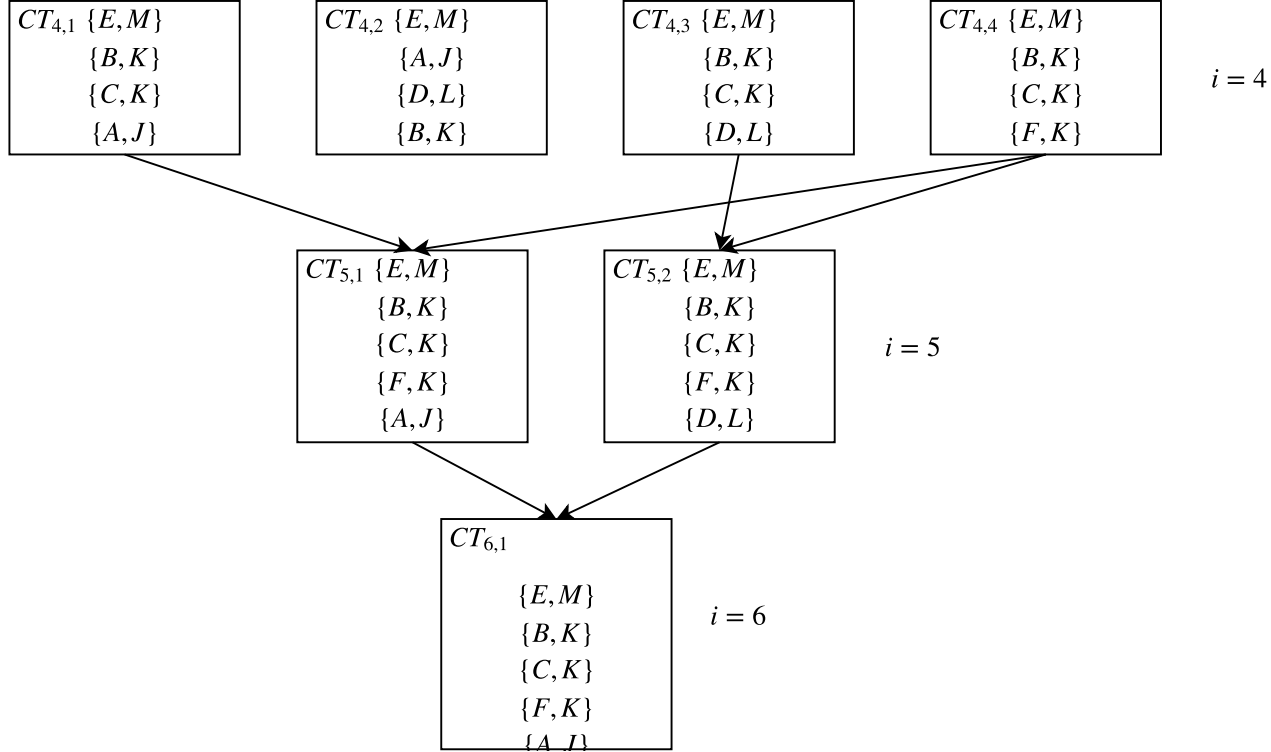 CT4,1 {E, M}
{B, K}
{C, K}
{A, J}
CT4,2 {E, M}
{A, J}
{D, L}
{B, K}
CT4,3 {E, M}
{B, K}
{C, K}
{D, L}
CT4,4 {E, M}
{B, K}
{C, K}
{F, K}
i = 4
CT5,1 {E, M}
{B, K}
{C, K}
{F, K}
{A, J}
CT5,2 {E, M}
{B, K}
{C, K}
{F, K}
{D, L}
i = 5
CT6,1
{E, M}
{B, K}
{C, K}
{F, K}
{A, J}
i = 6